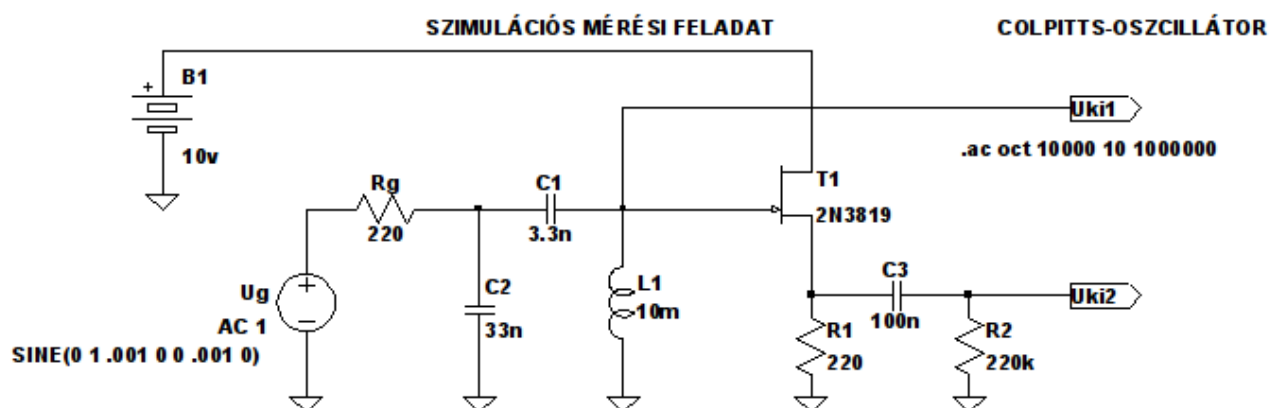 SZIMULÁCIÓS MÉRÉSI FELADAT
COLPITTS-OSZCILLÁTOR
B1
+
10v
Uki1
.ac oct 10000 10 1000000
Rg
220
C1
3.3n
T1
2N3819
Ug
AC 1
SINE(0 1 .001 0 0 .001 0)
C2
33n
L1
10m
C3
100n
Uki2
R1
220
R2
220k